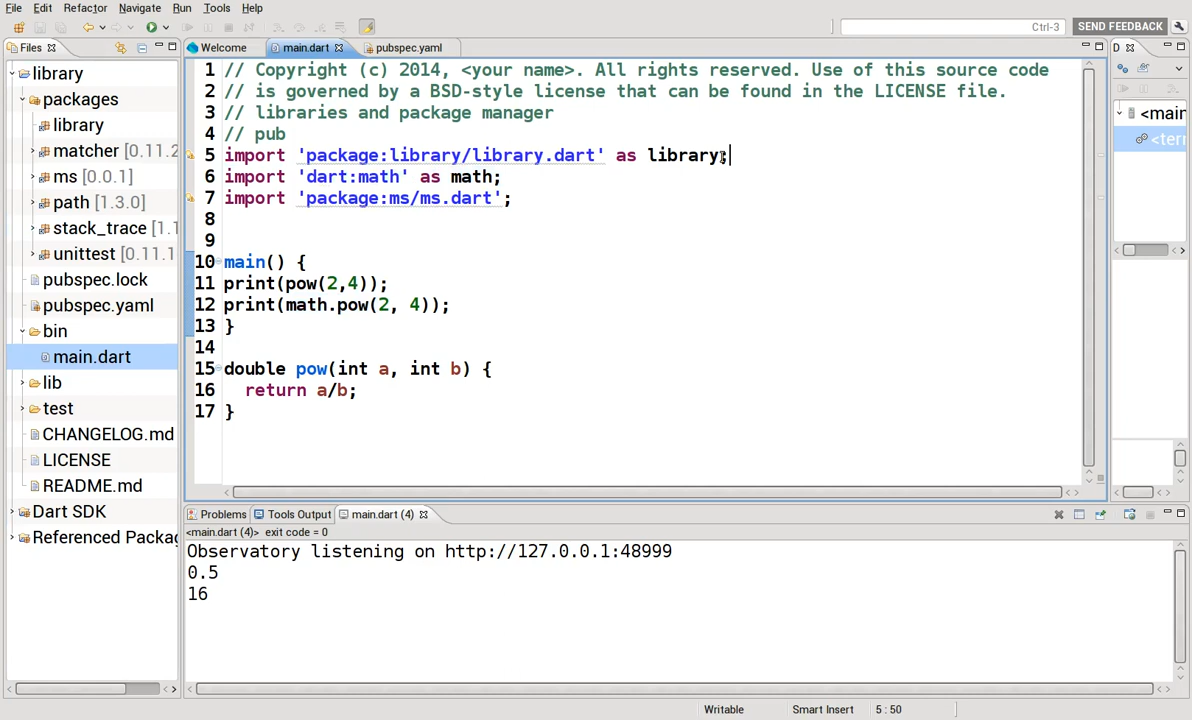 File Edit Refactor Navigate Run Tools Help
Ctrl-3 SEND FEEDBACK
Files Welcome main.dart pubspec.yaml D
library
packages
library
matcher [0.11.2
ms [0.0.1]
path [1.3.0]
stack_trace [1.1
unittest [0.11.1
pubspec.lock
pubspec.yaml
bin
main.dart
lib
test
CHANGELOG.md
LICENSE
README.md
Dart SDK
Referenced Packag
1 // Copyright (c) 2014, <your name>. All rights reserved. Use of this source code
2 // is governed by a BSD-style license that can be found in the LICENSE file.
3 // libraries and package manager
4 // pub
5 import 'package:library/library.dart' as library;
6 import 'dart:math' as math;
7 import 'package:ms/ms.dart';
8
9
10 main() {
11 print(pow(2,4));
12 print(math.pow(2, 4));
13 }
14
15 double pow(int a, int b) {
16 return a/b;
17 }
<main
<ter
Problems Tools Output main.dart (4)
<main.dart (4)> exit code = 0
Observatory listening on http://127.0.0.1:48999
0.5
16
Writable Smart Insert 5 : 50